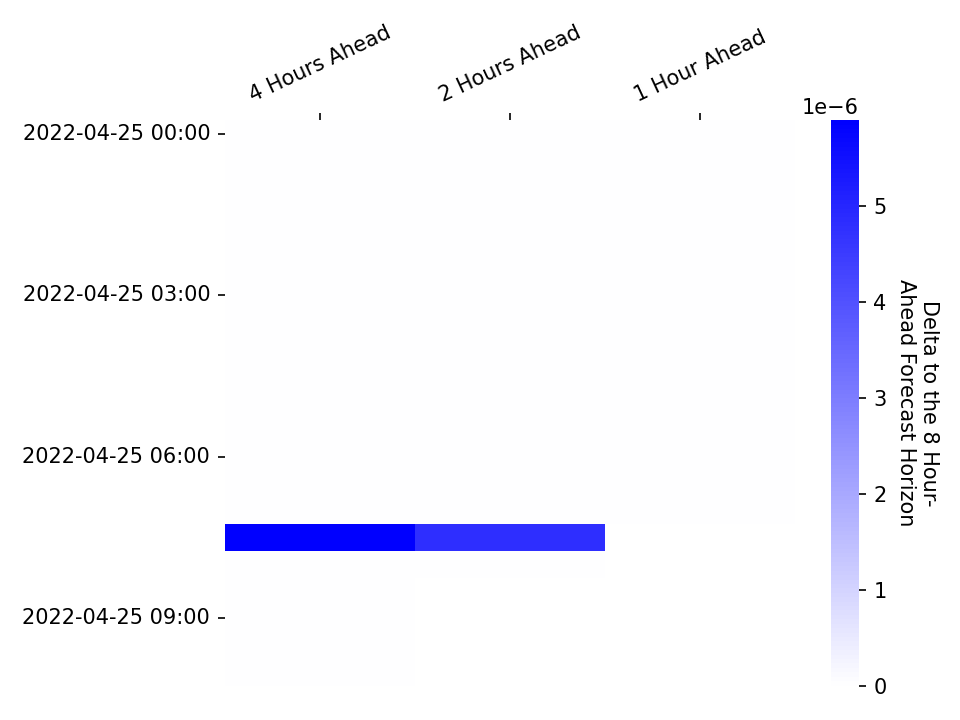 4 Hours Ahead
2 Hours Ahead
1 Hour Ahead
1e−6
2022-04-25 00:00
2022-04-25 03:00
2022-04-25 06:00
2022-04-25 09:00
5
4
3
2
1
0
Delta to the 8 Hour-
Ahead Forecast Horizon